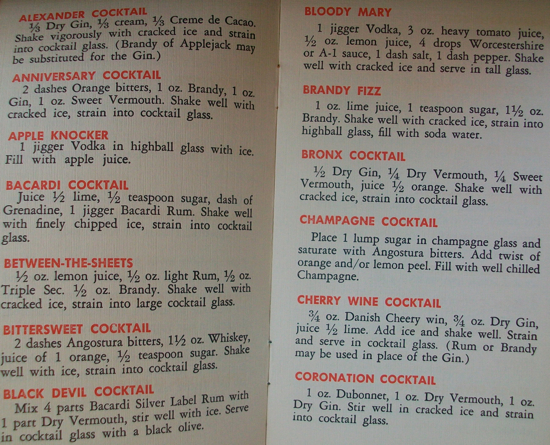 ALEXANDER COCKTAIL
⅓ Dry Gin, ⅓ cream, ⅓ Creme de Cacao.
Shake vigorously with cracked ice and strain
into cocktail glass. (Brandy of Applejack may
be substituted for the Gin.)
ANNIVERSARY COCKTAIL
2 dashes Orange bitters, 1 oz. Brandy, 1 oz.
Gin, 1 oz. Sweet Vermouth. Shake well with
cracked ice, strain into cocktail glass.
APPLE KNOCKER
1 jigger Vodka in highball glass with ice.
Fill with apple juice.
BACARDI COCKTAIL
Juice ½ lime, ½ teaspoon sugar, dash of
Grenadine, 1 jigger Bacardi Rum. Shake well
with finely chipped ice, strain into cocktail
glass.
BETWEEN-THE-SHEETS
½ oz. lemon juice, ½ oz. light Rum, ½ oz.
Triple Sec. ½ oz. Brandy. Shake well with
cracked ice, strain into large cocktail glass.
BITTERSWEET COCKTAIL
2 dashes Angostura bitters, 1½ oz. Whiskey,
juice of 1 orange, ½ teaspoon sugar. Shake
well with ice, strain into cocktail glass.
BLACK DEVIL COCKTAIL
Mix 4 parts Bacardi Silver Label Rum with
1 part Dry Vermouth, stir well with ice. Serve
in cocktail glass with a black olive.
BLOODY MARY
1 jigger Vodka, 3 oz. heavy tomato juice,
½ oz. lemon juice, 4 drops Worcestershire
or A-1 sauce, 1 dash salt, 1 dash pepper. Shake
well with cracked ice and serve in tall glass.
BRANDY FIZZ
1 oz. lime juice, 1 teaspoon sugar, 1½ oz.
Brandy. Shake well with cracked ice, strain into
highball glass, fill with soda water.
BRONX COCKTAIL
½ Dry Gin, ¼ Dry Vermouth, ¼ Sweet
Vermouth, juice ½ orange. Shake well with
cracked ice, strain into cocktail glass.
CHAMPAGNE COCKTAIL
Place 1 lump sugar in champagne glass and
saturate with Angostura bitters. Add twist of
orange and/or lemon peel. Fill with well chilled
Champagne.
CHERRY WINE COCKTAIL
¾ oz. Danish Cheery win, ¾ oz. Dry Gin,
juice ½ lime. Add ice and shake well. Strain
and serve in cocktail glass. (Rum or Brandy
may be used in place of the Gin.)
CORONATION COCKTAIL
1 oz. Dubonnet, 1 oz. Dry Vermouth, 1 oz.
Dry Gin. Stir well in cracked ice and strain
into cocktail glass.